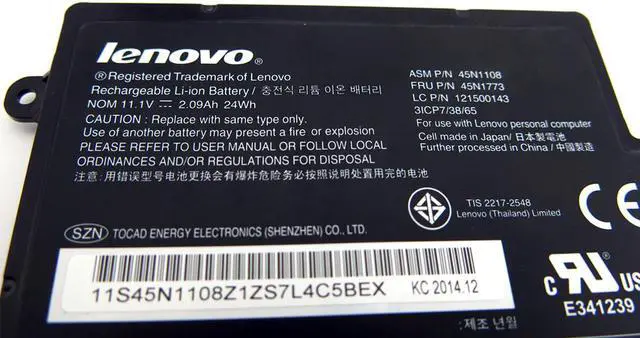 lenovo
® Registered Trademark of Lenovo
Rechargeable Li-ion Battery / 충전식 리튬 이온 배터리
NOM 11.1V ⎓ 2.09Ah 24Wh
CAUTION : Replace with same type only.
Use of another battery may present a fire or explosion
PLEASE REFER TO USER MANUAL OR FOLLOW LOCAL
ORDINANCES AND/OR REGULATIONS FOR DISPOSAL
注意:用错误型号电池更换会有爆炸危险务必按照说明处置用完的电池
ASM P/N 45N1108
FRU P/N 45N1773
LC P/N 121500143
3ICP7/38/65
For use with Lenovo personal computer
Cell made in Japan/日本製電池
Further processed in China /中國製造
TIS 2217-2548
Lenovo (Thailand) Limited
SZN TOCAD ENERGY ELECTRONICS (SHENZHEN) CO., LTD.
11S45N1108Z1ZS7L4C5BEX KC 2014.12
:제조 년월
CE
c RU US
E341239